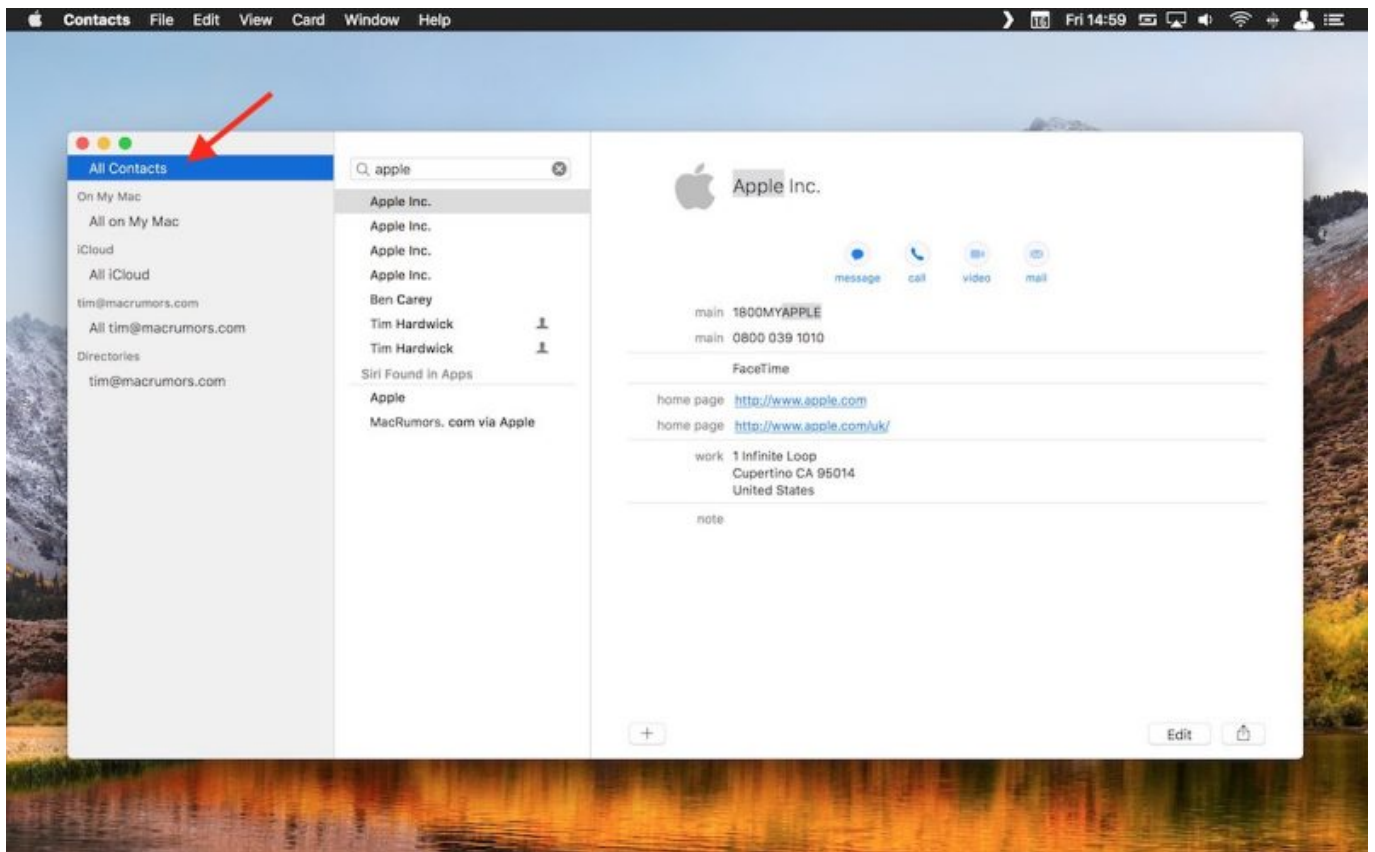 Contacts File Edit View Card Window Help
16 Fri 14:59
All Contacts
On My Mac
All on My Mac
iCloud
All iCloud
tim@macrumors.com
All tim@macrumors.com
Directories
tim@macrumors.com
apple
Apple Inc.
Apple Inc.
Apple Inc.
Apple Inc.
Ben Carey
Tim Hardwick
Tim Hardwick
Siri Found in Apps
Apple
MacRumors. com via Apple
Apple Inc.
message call video mail
main 1800MYAPPLE
main 0800 039 1010
FaceTime
home page http://www.apple.com
home page http://www.apple.com/uk/
work 1 Infinite Loop
Cupertino CA 95014
United States
note
+ Edit